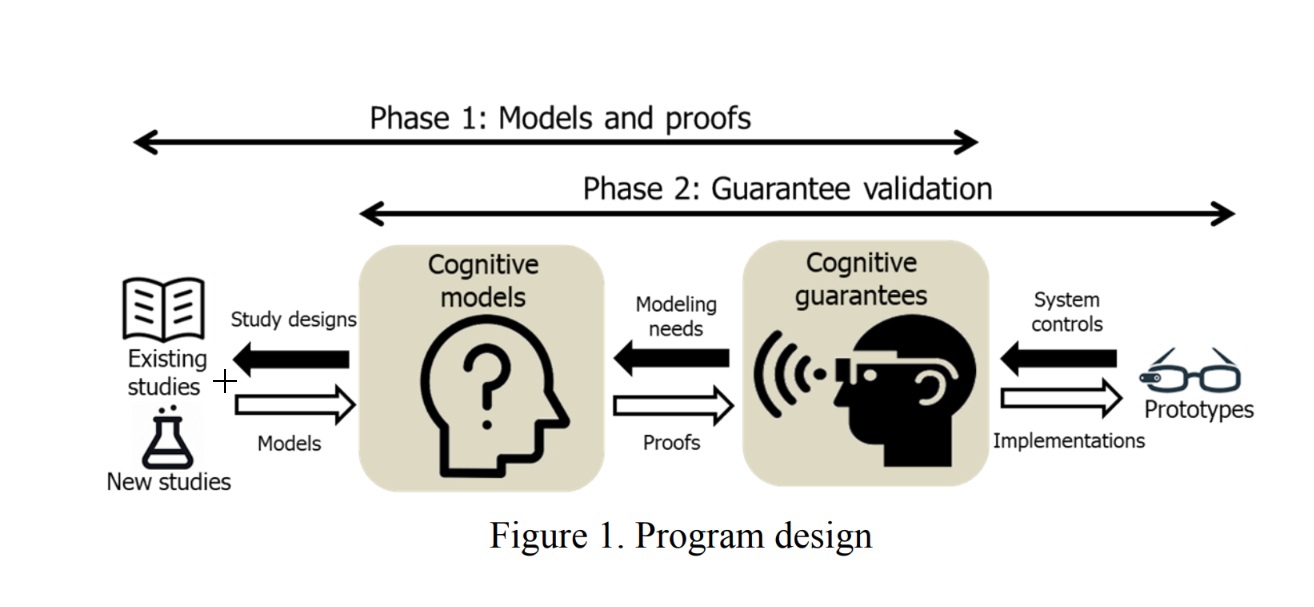 Phase 1: Models and proofs
Phase 2: Guarantee validation
Existing
studies
New studies
Study designs
Models
Cognitive
models
Modeling
needs
Proofs
Cognitive
guarantees
System
controls
Implementations
Prototypes
Figure 1. Program design